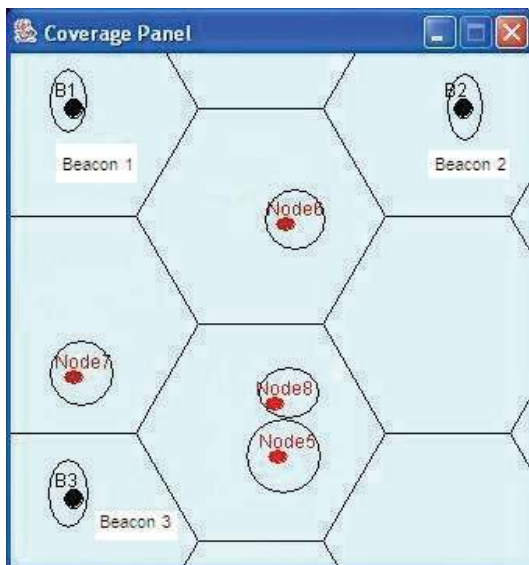 Coverage Panel
B1
B2
Beacon 1
Beacon 2
Node6
Node7
Node8
Node5
B3
Beacon 3